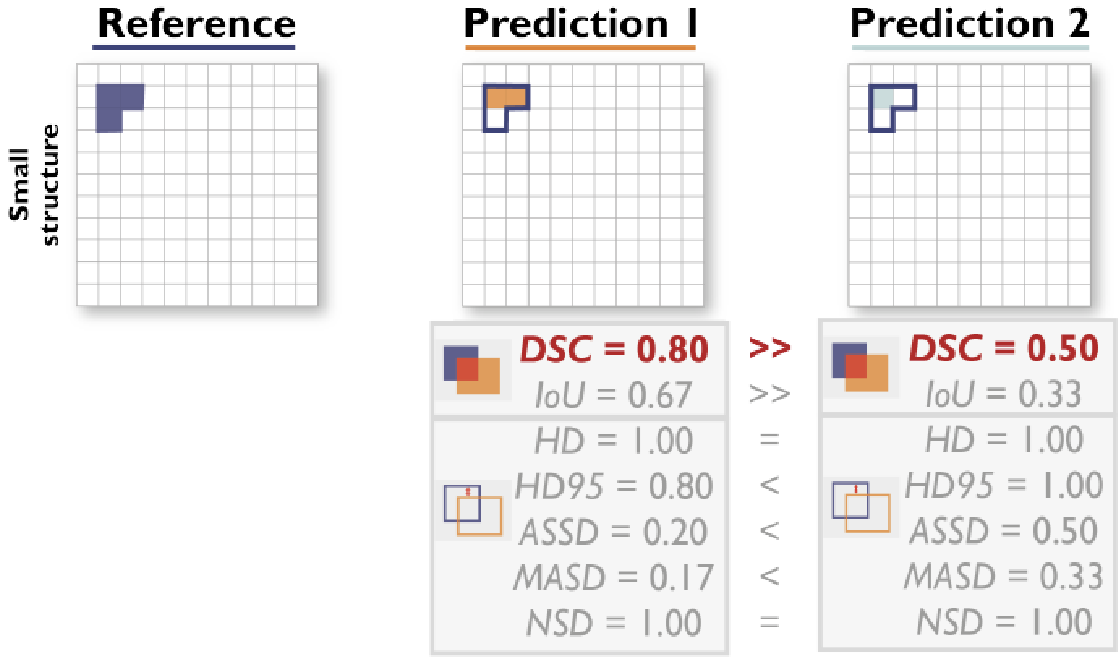 Reference
Prediction 1
Prediction 2
Small
structure
DSC = 0.80 >> DSC = 0.50
IoU = 0.67 >> IoU = 0.33
HD = 1.00 = HD = 1.00
HD95 = 0.80 < HD95 = 1.00
ASSD = 0.20 < ASSD = 0.50
MASD = 0.17 < MASD = 0.33
NSD = 1.00 = NSD = 1.00